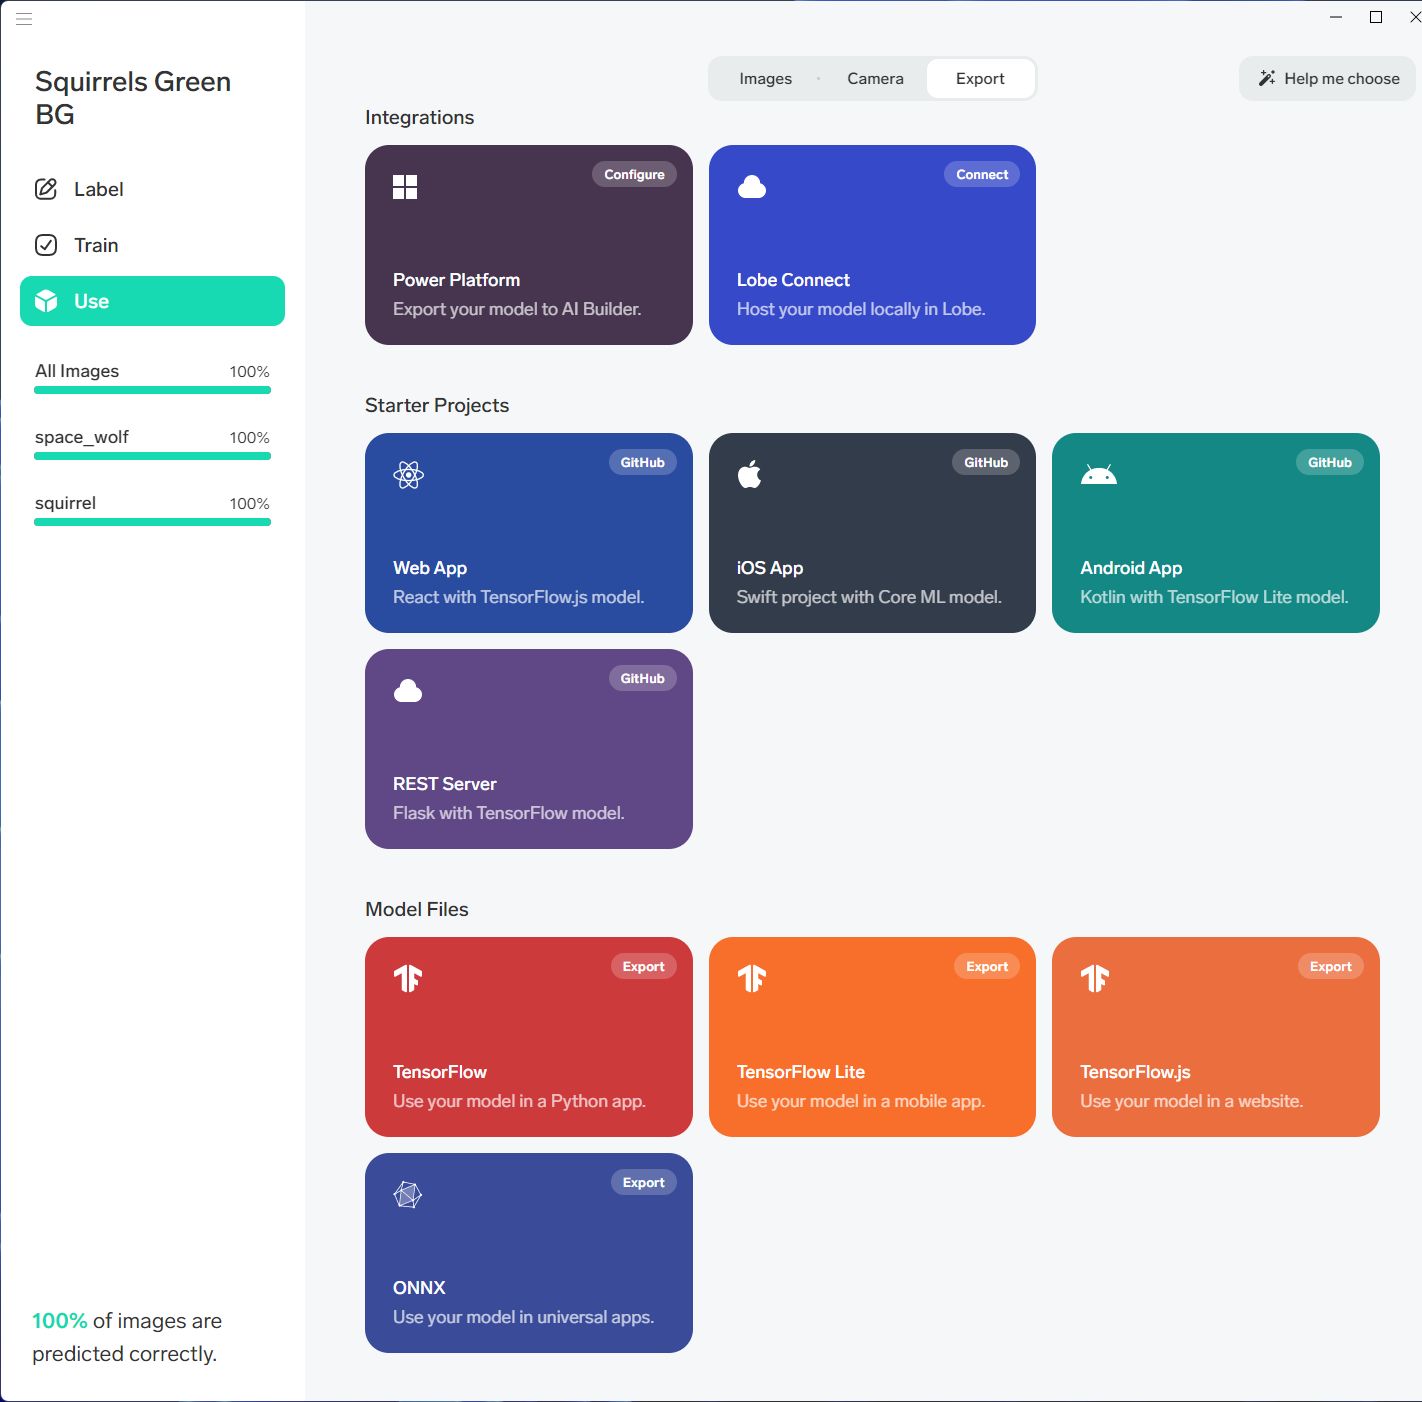 Squirrels Green
BG
Label
Train
Use
All Images 100%
space_wolf 100%
squirrel 100%
100% of images are
predicted correctly.
Images
Camera
Export
Help me choose
Integrations
Configure
Power Platform
Export your model to AI Builder.
Connect
Lobe Connect
Host your model locally in Lobe.
Starter Projects
GitHub
Web App
React with TensorFlow.js model.
GitHub
iOS App
Swift project with Core ML model.
GitHub
Android App
Kotlin with TensorFlow Lite model.
GitHub
REST Server
Flask with TensorFlow model.
Model Files
Export
TensorFlow
Use your model in a Python app.
Export
TensorFlow Lite
Use your model in a mobile app.
Export
TensorFlow.js
Use your model in a website.
Export
ONNX
Use your model in universal apps.